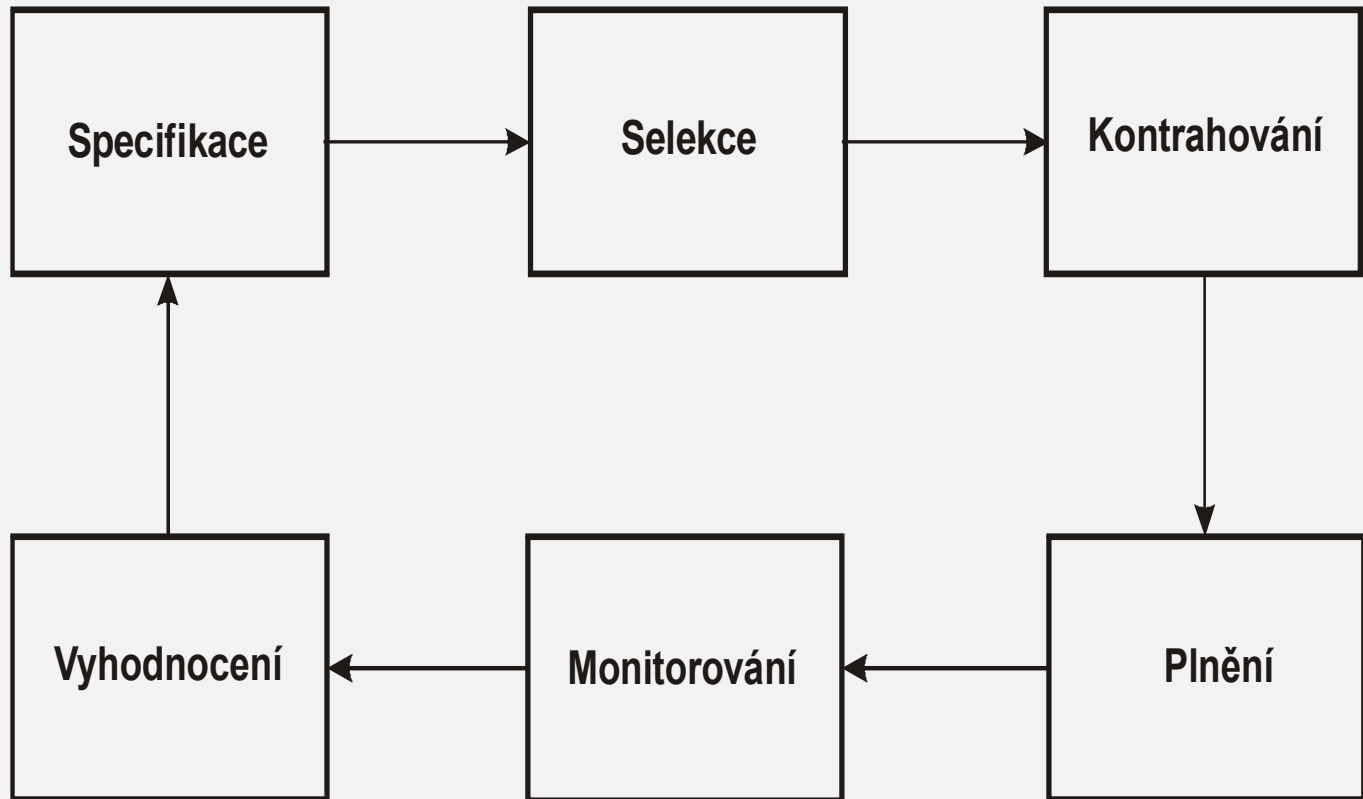 Specifikace
Selekce
Kontrahování
Vyhodnocení
Monitorování
Plnění